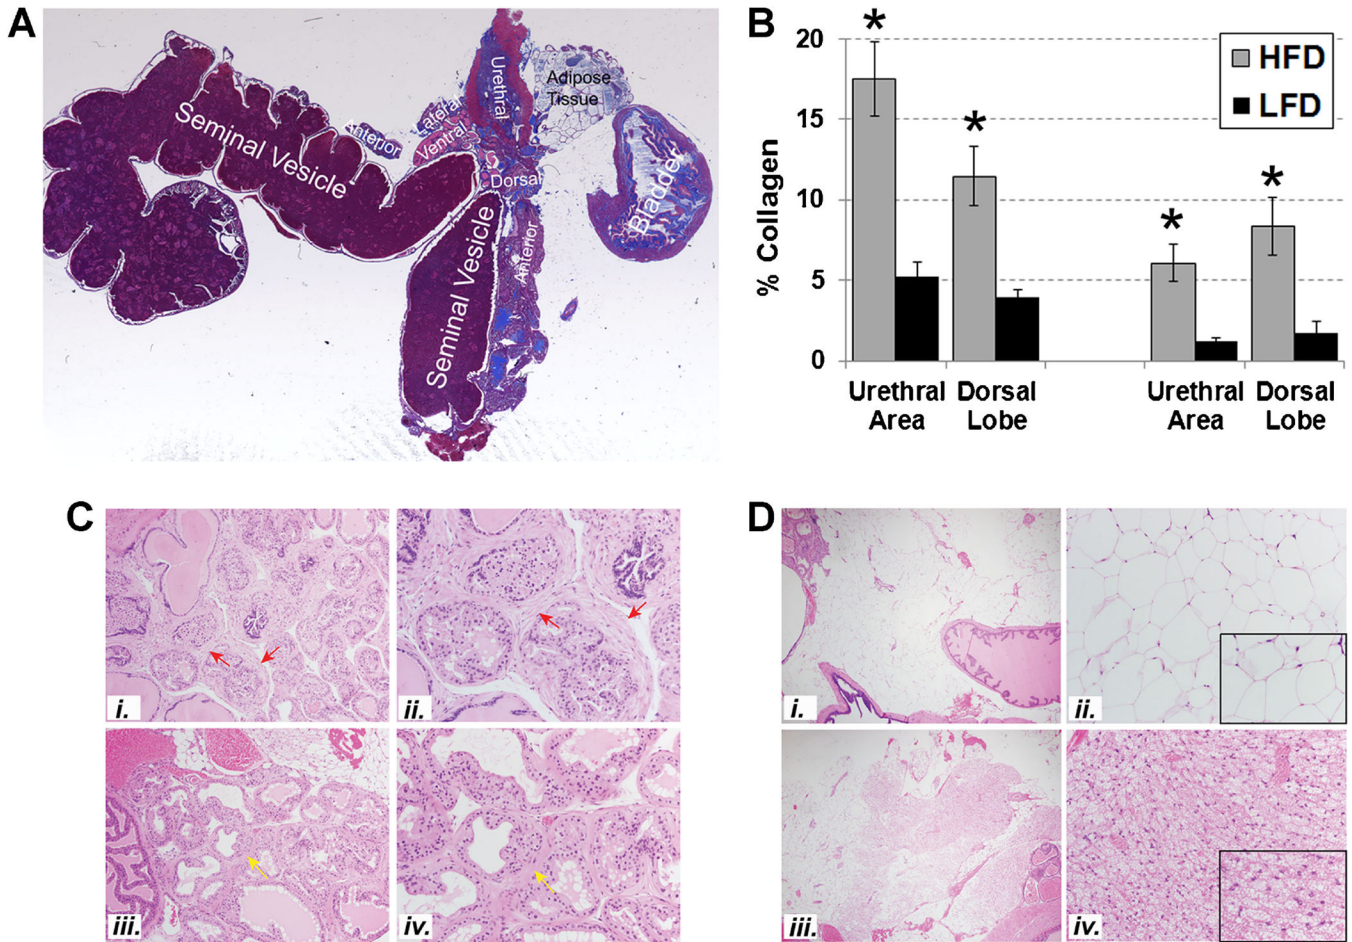 A
Seminal Vesicle
Anterior
Lateral
Ventral
Urethral
Adipose
Tissue
Dorsal
Bladder
Seminal Vesicle
Anterior
B
% Collagen
20
15
10
5
0
*
*
*
*
HFD
LFD
Urethral
Area
Dorsal
Lobe
Urethral
Area
Dorsal
Lobe
C
i.
ii.
iii.
iv.
D
i.
ii.
iii.
iv.